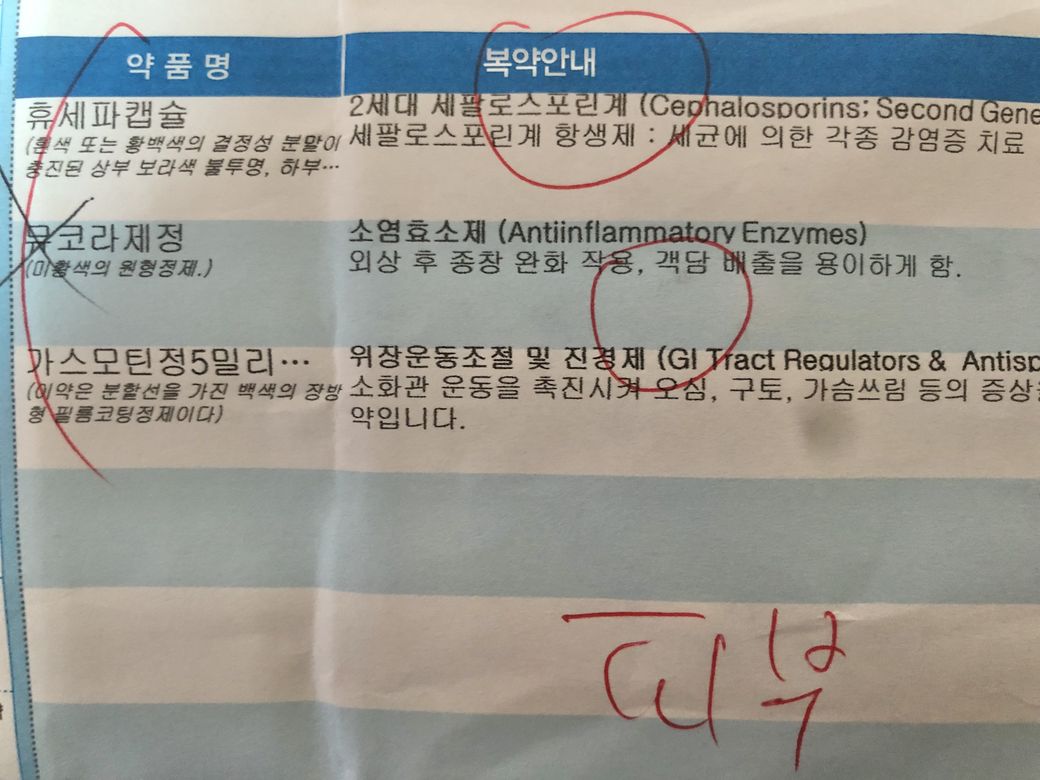 약품명 복약안내
휴세파캡슐 2세대 세팔로스포린계 (Cephalosporins; Second Gene
(흰색 또는 황백색의 결정성 분말이 세팔로스포린계 항생제 : 세균에 의한 각종 감염증 치료
충진된 상부 보라색 불투명, 하부…
뮤코라제정 소염효소제 (Antiinflammatory Enzymes)
(미황색의 원형정제.) 외상 후 종창 완화 작용, 객담 배출을 용이하게 함.
가스모틴정5밀리… 위장운동조절 및 진경제 (GI Tract Regulators & Antisp
(이약은 분할선을 가진 백색의 장방 소화관 운동을 촉진시켜 오심, 구토, 가슴쓰림 등의 증상을
형 필름코팅정제이다) 약입니다.
피부